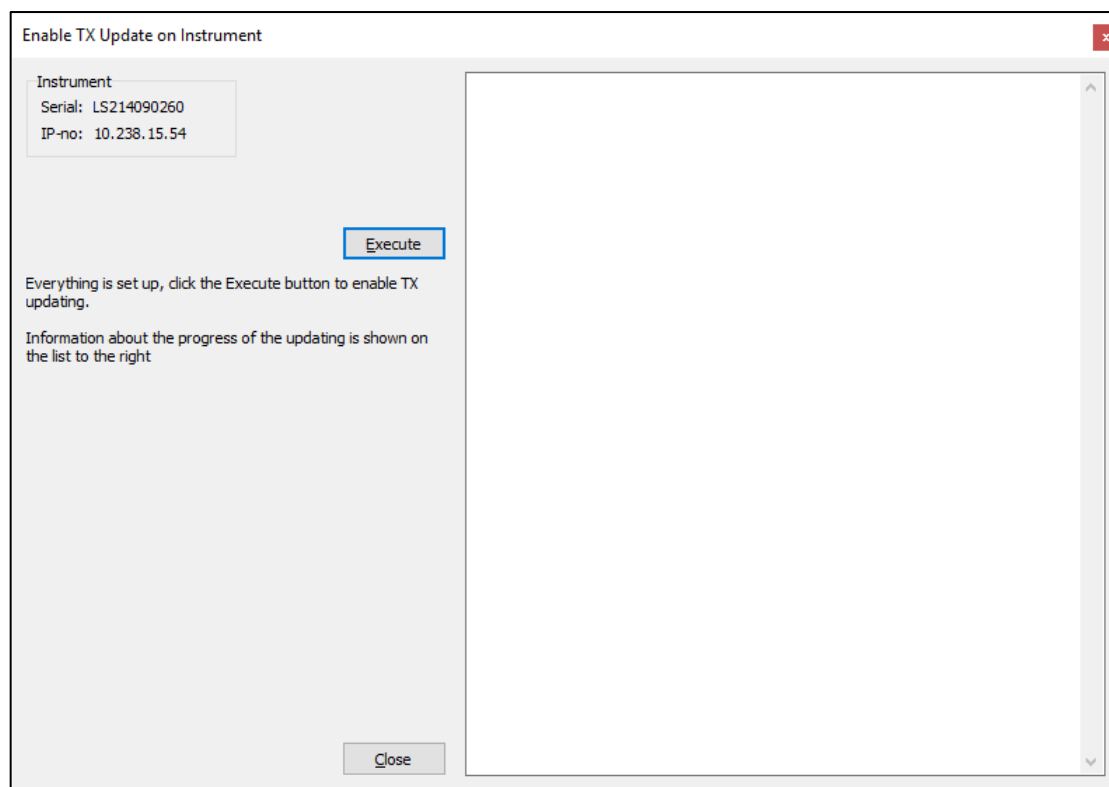 Enable TX Update on Instrument
x
Instrument
Serial: LS214090260
IP-no: 10.238.15.54
Execute
Everything is set up, click the Execute button to enable TX
updating.
Information about the progress of the updating is shown on
the list to the right
Close